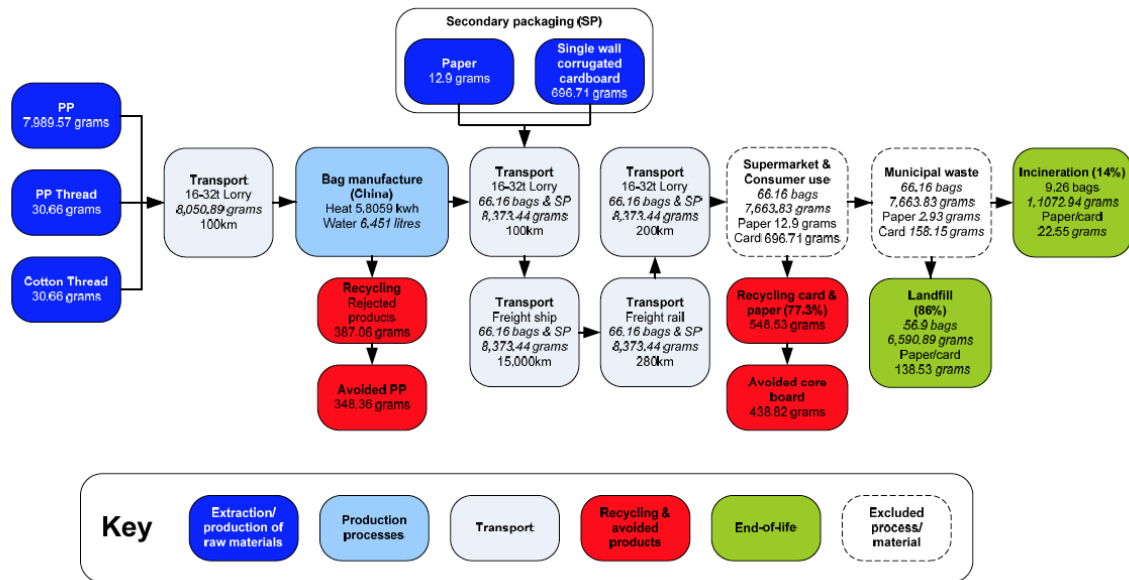 Secondary packaging (SP)
Paper
12.9 grams
Single wall
corrugated
cardboard
696.71 grams
PP
7,989.57 grams
PP Thread
30.66 grams
Cotton Thread
30.66 grams
Transport
16-32t Lorry
8,050.89 grams
100km
Bag manufacture
(China)
Heat 5.8059 kwh
Water 6.451 litres
Recycling
Rejected
products
387.06 grams
Avoided PP
348.36 grams
Transport
16-32t Lorry
66.16 bags & SP
8,373.44 grams
100km
Transport
Freight ship
66.16 bags & SP
8,373.44 grams
15.000km
Transport
16-32t Lorry
66.16 bags & SP
8,373.44 grams
200km
Transport
Freight rail
66.16 bags & SP
8,373.44 grams
280km
Supermarket &
Consumer use
66.16 bags
7,663.83 grams
Paper 12.9 grams
Card 696.71 grams
Recycling card &
paper (77.3%)
548.53 grams
Avoided core
board
438.82 grams
Municipal waste
66.16 bags
7,663.83 grams
Paper 2.93 grams
Card 158.15 grams
Landfill
(86%)
56.9 bags
6,590.89 grams
Paper/card
138.53 grams
Incineration (14%)
9.26 bags
1,1072.94 grams
Paper/card
22.55 grams
Key
Extraction/
production of
raw materials
Production
processes
Transport
Recycling &
avoided
products
End-of-life
Excluded
process/
material